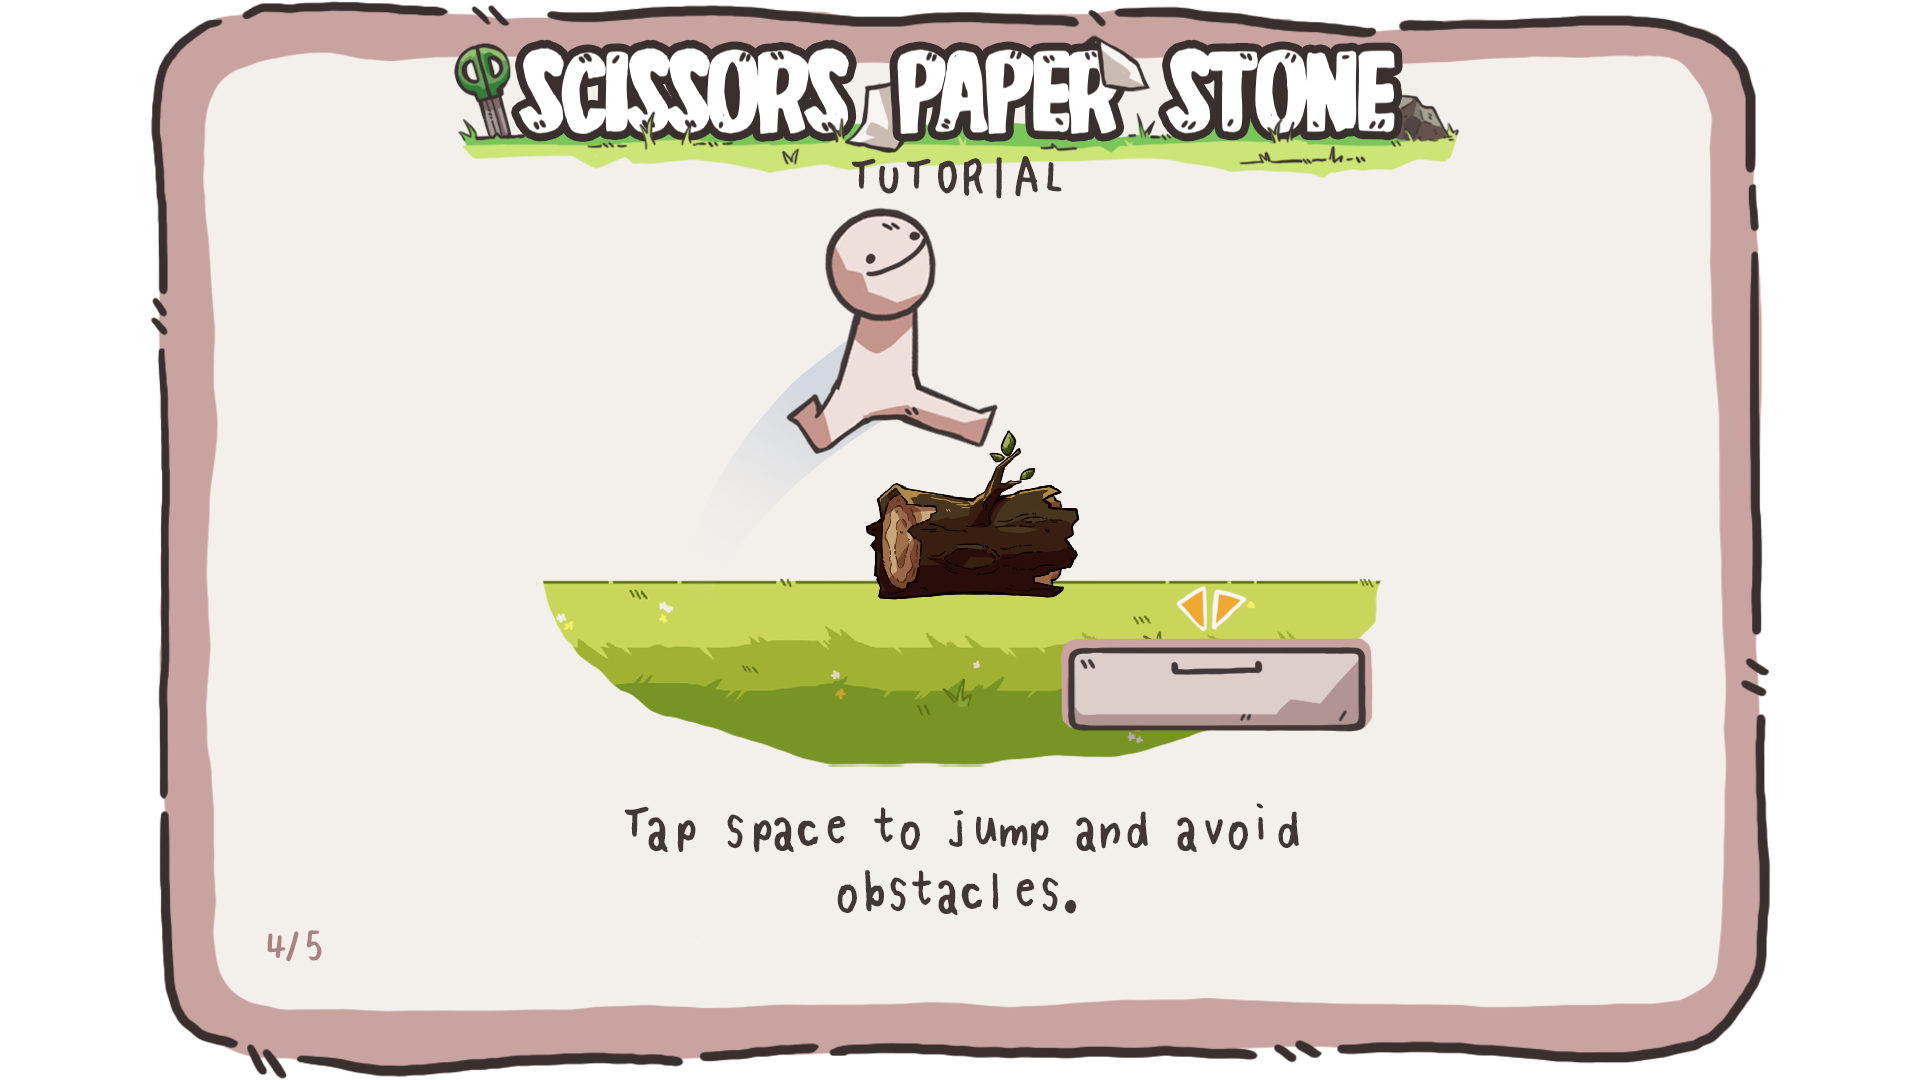 SCISSORS PAPER STONE
TUTORIAL
Tap space to jump and avoid
obstacles.
4/5